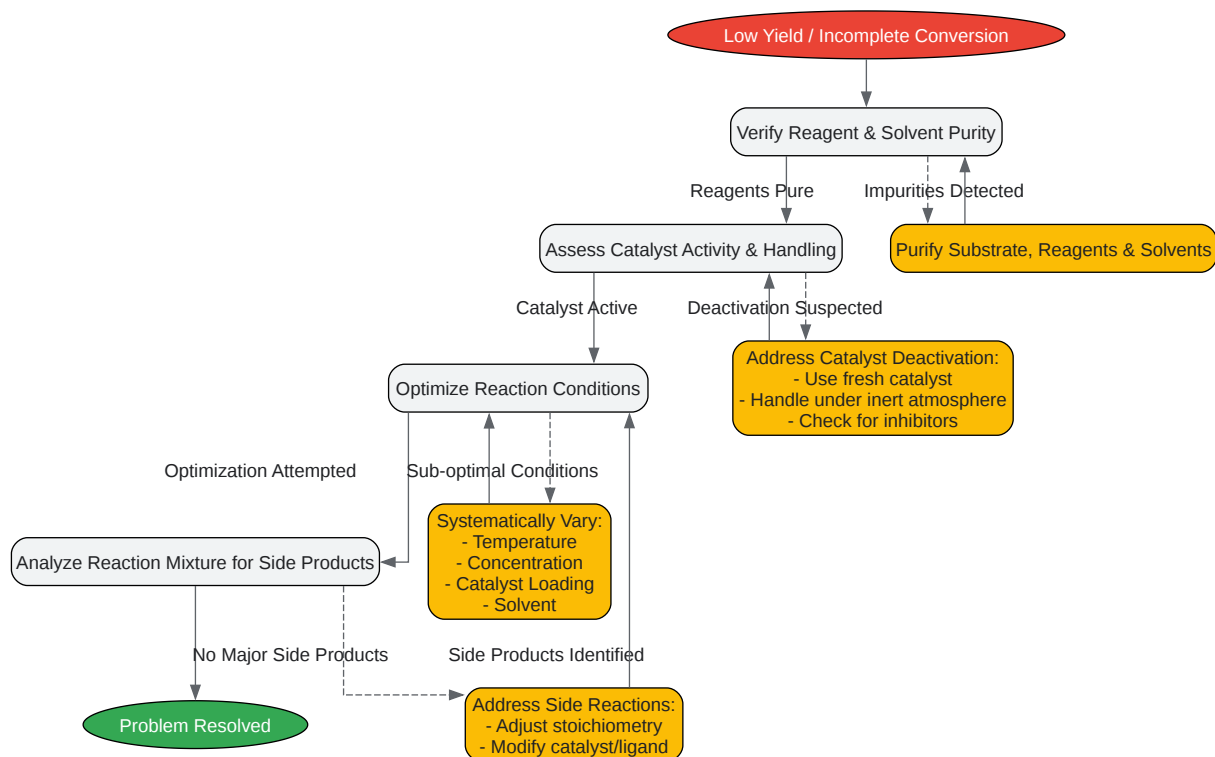 Low Yield / Incomplete Conversion
Verify Reagent & Solvent Purity
Reagents Pure
Impurities Detected
Assess Catalyst Activity & Handling
Purify Substrate, Reagents & Solvents
Catalyst Active
Deactivation Suspected
Address Catalyst Deactivation:
- Use fresh catalyst
- Handle under inert atmosphere
- Check for inhibitors
Optimize Reaction Conditions
Optimization Attempted
Sub-optimal Conditions
Systematically Vary:
- Temperature
- Concentration
- Catalyst Loading
- Solvent
Analyze Reaction Mixture for Side Products
No Major Side Products
Side Products Identified
Address Side Reactions:
- Adjust stoichiometry
- Modify catalyst/ligand
Problem Resolved